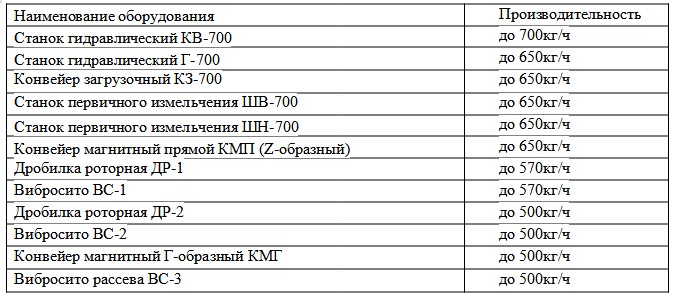 Наименование оборудования Производительность
Станок гидравлический КВ-700 до 700кг/ч
Станок гидравлический Г-700 до 650кг/ч
Конвейер загрузочный КЗ-700 до 650кг/ч
Станок первичного измельчения ШВ-700 до 650кг/ч
Станок первичного измельчения ШН-700 до 650кг/ч
Конвейер магнитный прямой КМП (Z-образный) до 650кг/ч
Дробилка роторная ДР-1 до 570кг/ч
Вибросито ВС-1 до 570кг/ч
Дробилка роторная ДР-2 до 500кг/ч
Вибросито ВС-2 до 500кг/ч
Конвейер магнитный Г-образный КМГ до 500кг/ч
Вибросито рассева ВС-3 до 500кг/ч